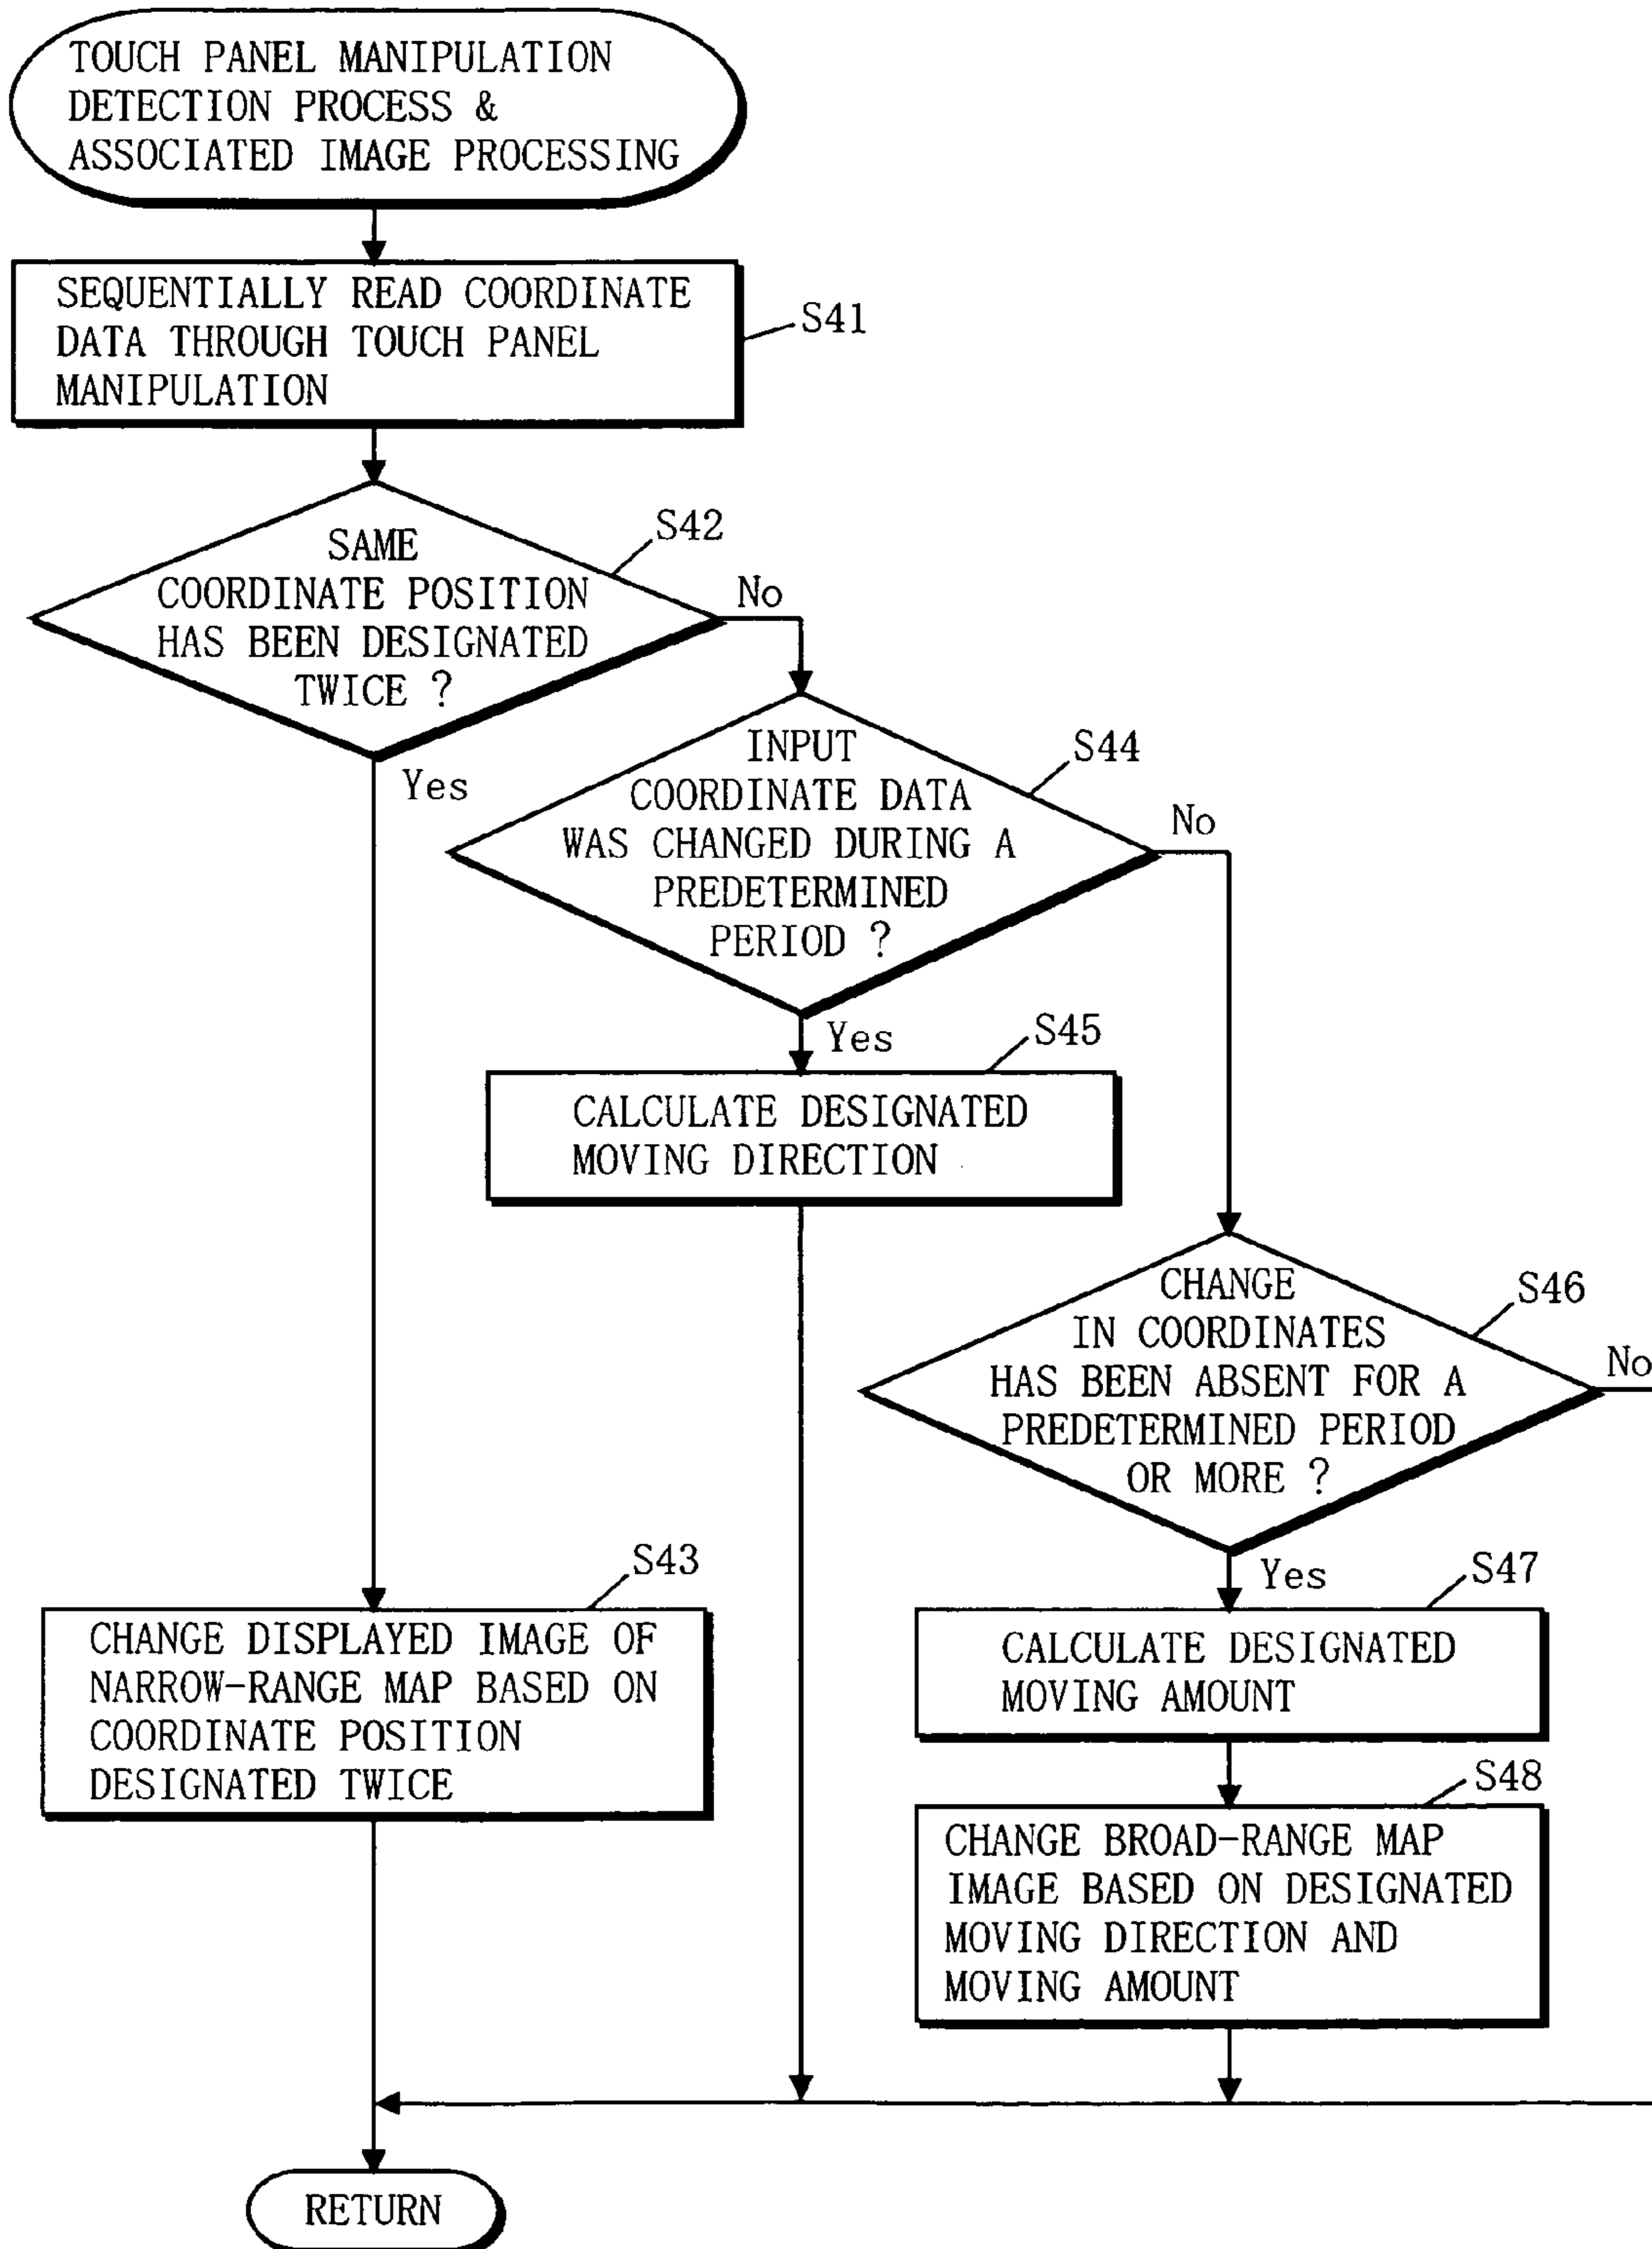 TOUCH PANEL MANIPULATION
DETECTION PROCESS &
ASSOCIATED IMAGE PROCESSING
SEQUENTIALLY READ COORDINATE
DATA THROUGH TOUCH PANEL
MANIPULATION
S41
SAME
COORDINATE POSITION
HAS BEEN DESIGNATED
TWICE ?
S42
No
Yes
INPUT
COORDINATE DATA
WAS CHANGED DURING A
PREDETERMINED
PERIOD ?
S44
No
Yes
S45
CALCULATE DESIGNATED
MOVING DIRECTION
CHANGE
IN COORDINATES
HAS BEEN ABSENT FOR A
PREDETERMINED PERIOD
OR MORE ?
S46
No
Yes
S43
CHANGE DISPLAYED IMAGE OF
NARROW-RANGE MAP BASED ON
COORDINATE POSITION
DESIGNATED TWICE
S47
CALCULATE DESIGNATED
MOVING AMOUNT
S48
CHANGE BROAD-RANGE MAP
IMAGE BASED ON DESIGNATED
MOVING DIRECTION AND
MOVING AMOUNT
RETURN